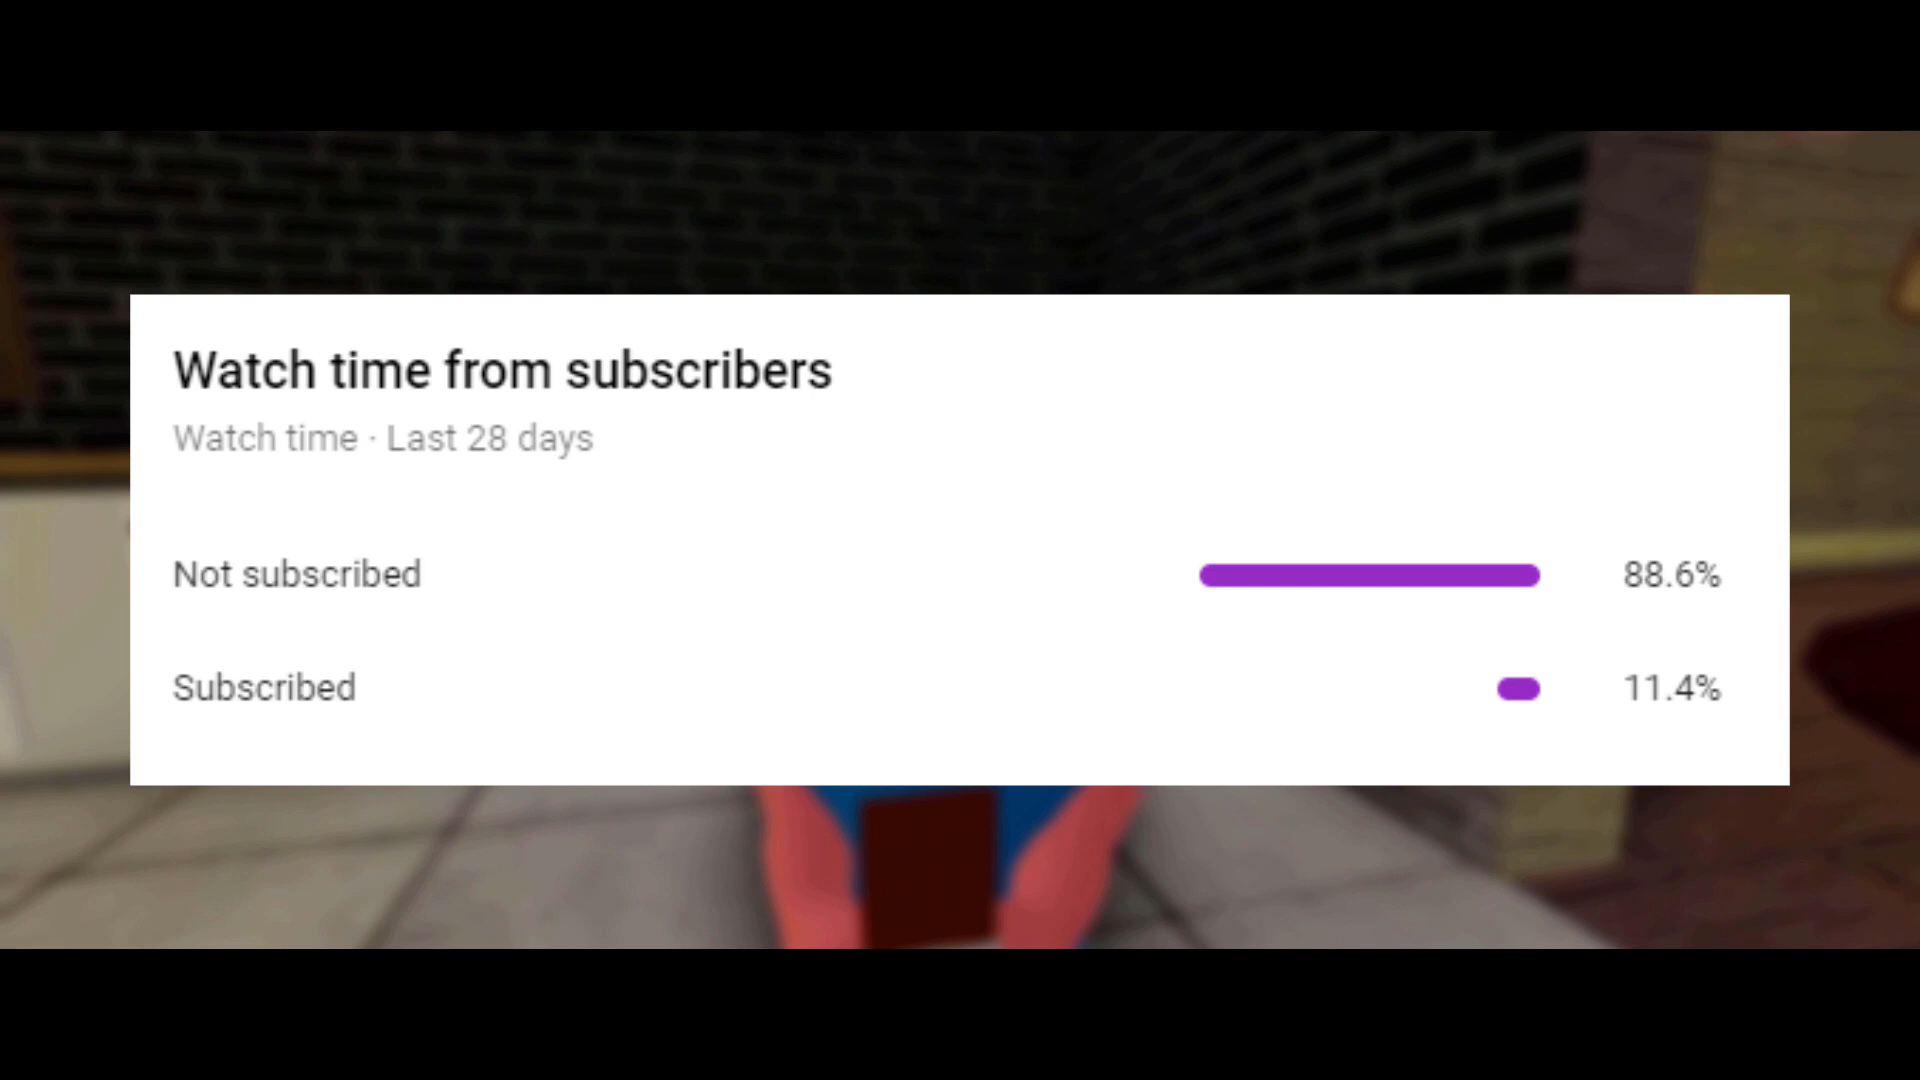 Watch time from subscribers
Watch time · Last 28 days
Not subscribed 88.6%
Subscribed 11.4%